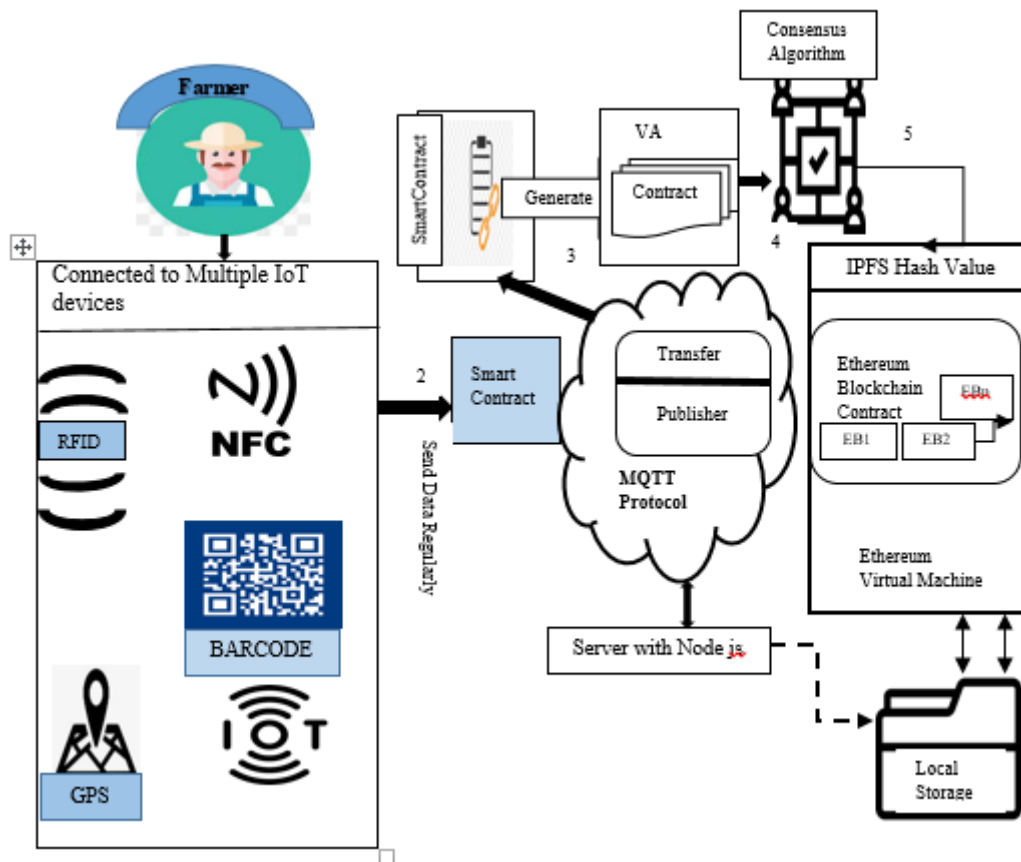 Farmer
Connected to Multiple IoT
devices
RFID
NFC
BARCODE
GPS
IOT
2
Send Data Regularly
Smart
Contract
SmartContract
Generate
3
VA
Contract
4
Consensus
Algorithm
5
Transfer
Publisher
MQTT
Protocol
Server with Node js
IPFS Hash Value
Ethereum
Blockchain
Contract
EBn
EB1
EB2
Ethereum
Virtual Machine
Local
Storage